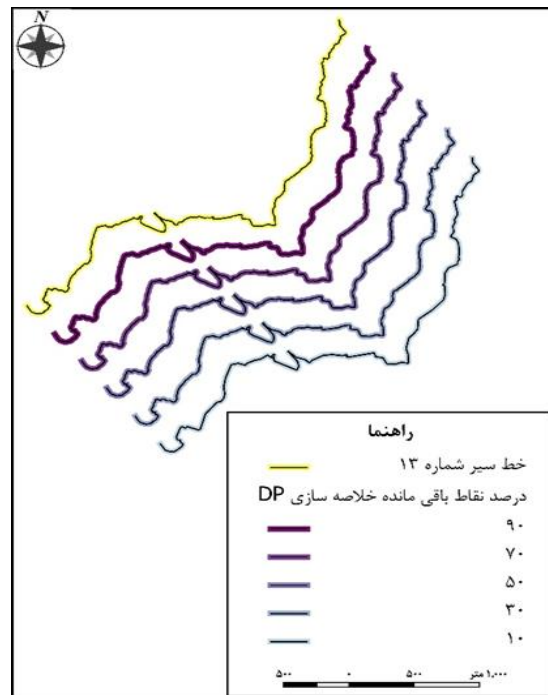 N
راهنما
خط سیر شماره ۱۳
درصد نقاط باقی مانده خلاصه سازی DP
۹۰
۷۰
۵۰
۳۰
۱۰
۵۰۰ ۰ ۵۰۰ ۱,۰۰۰ متر